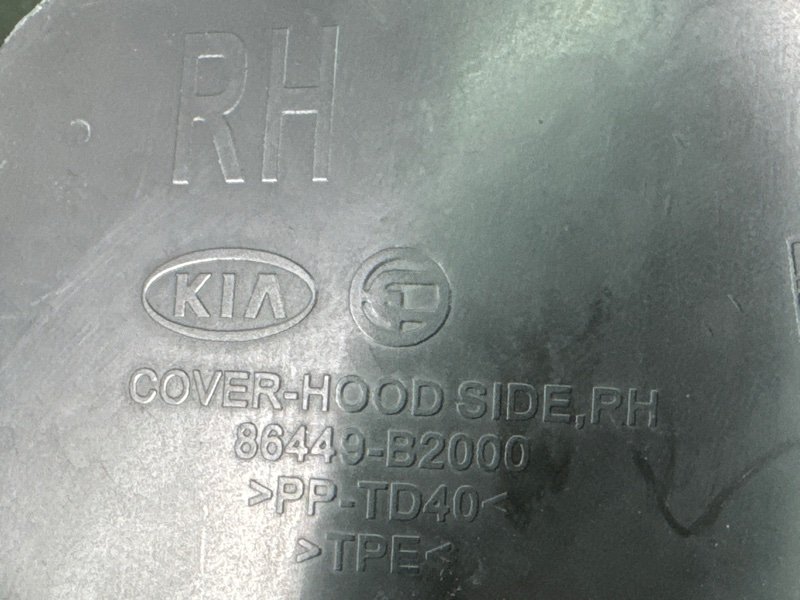 RH
KIA
COVER-HOOD SIDE,RH
86449-B2000
>PP-TD40<
>TPE<